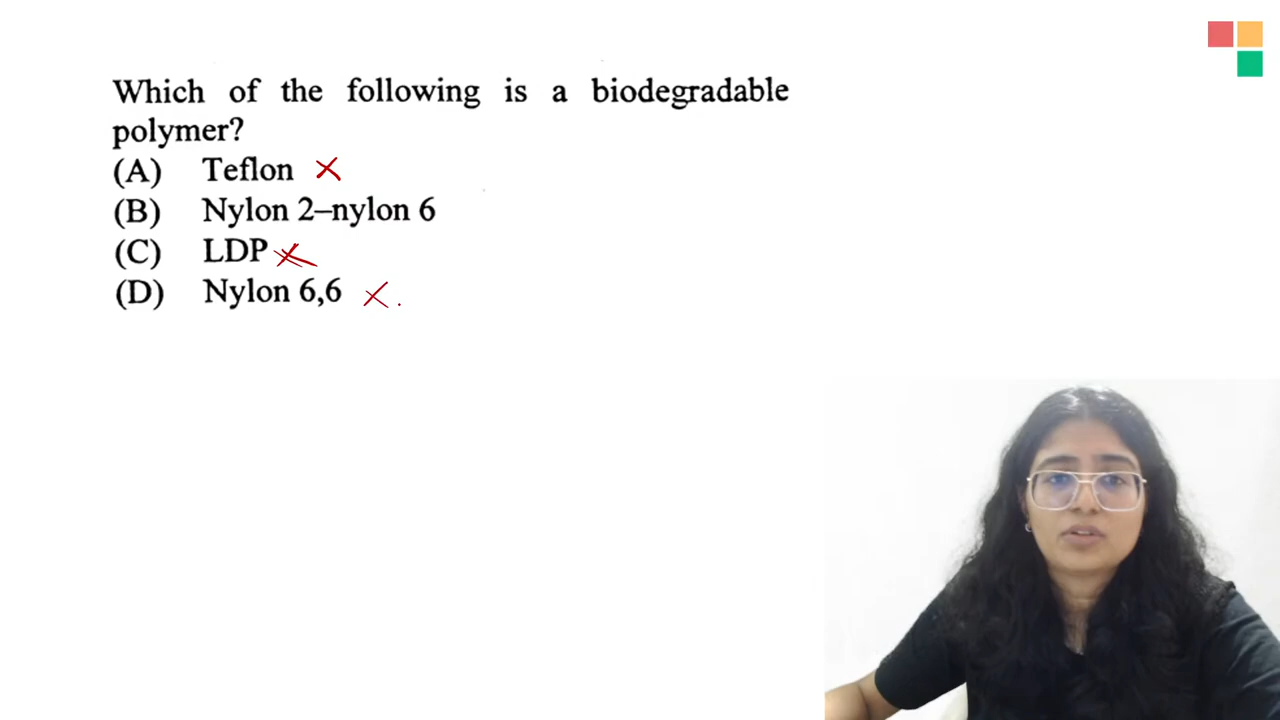 Which of the following is a biodegradable
polymer?
(A) Teflon
(B) Nylon 2–nylon 6
(C) LDP
(D) Nylon 6,6